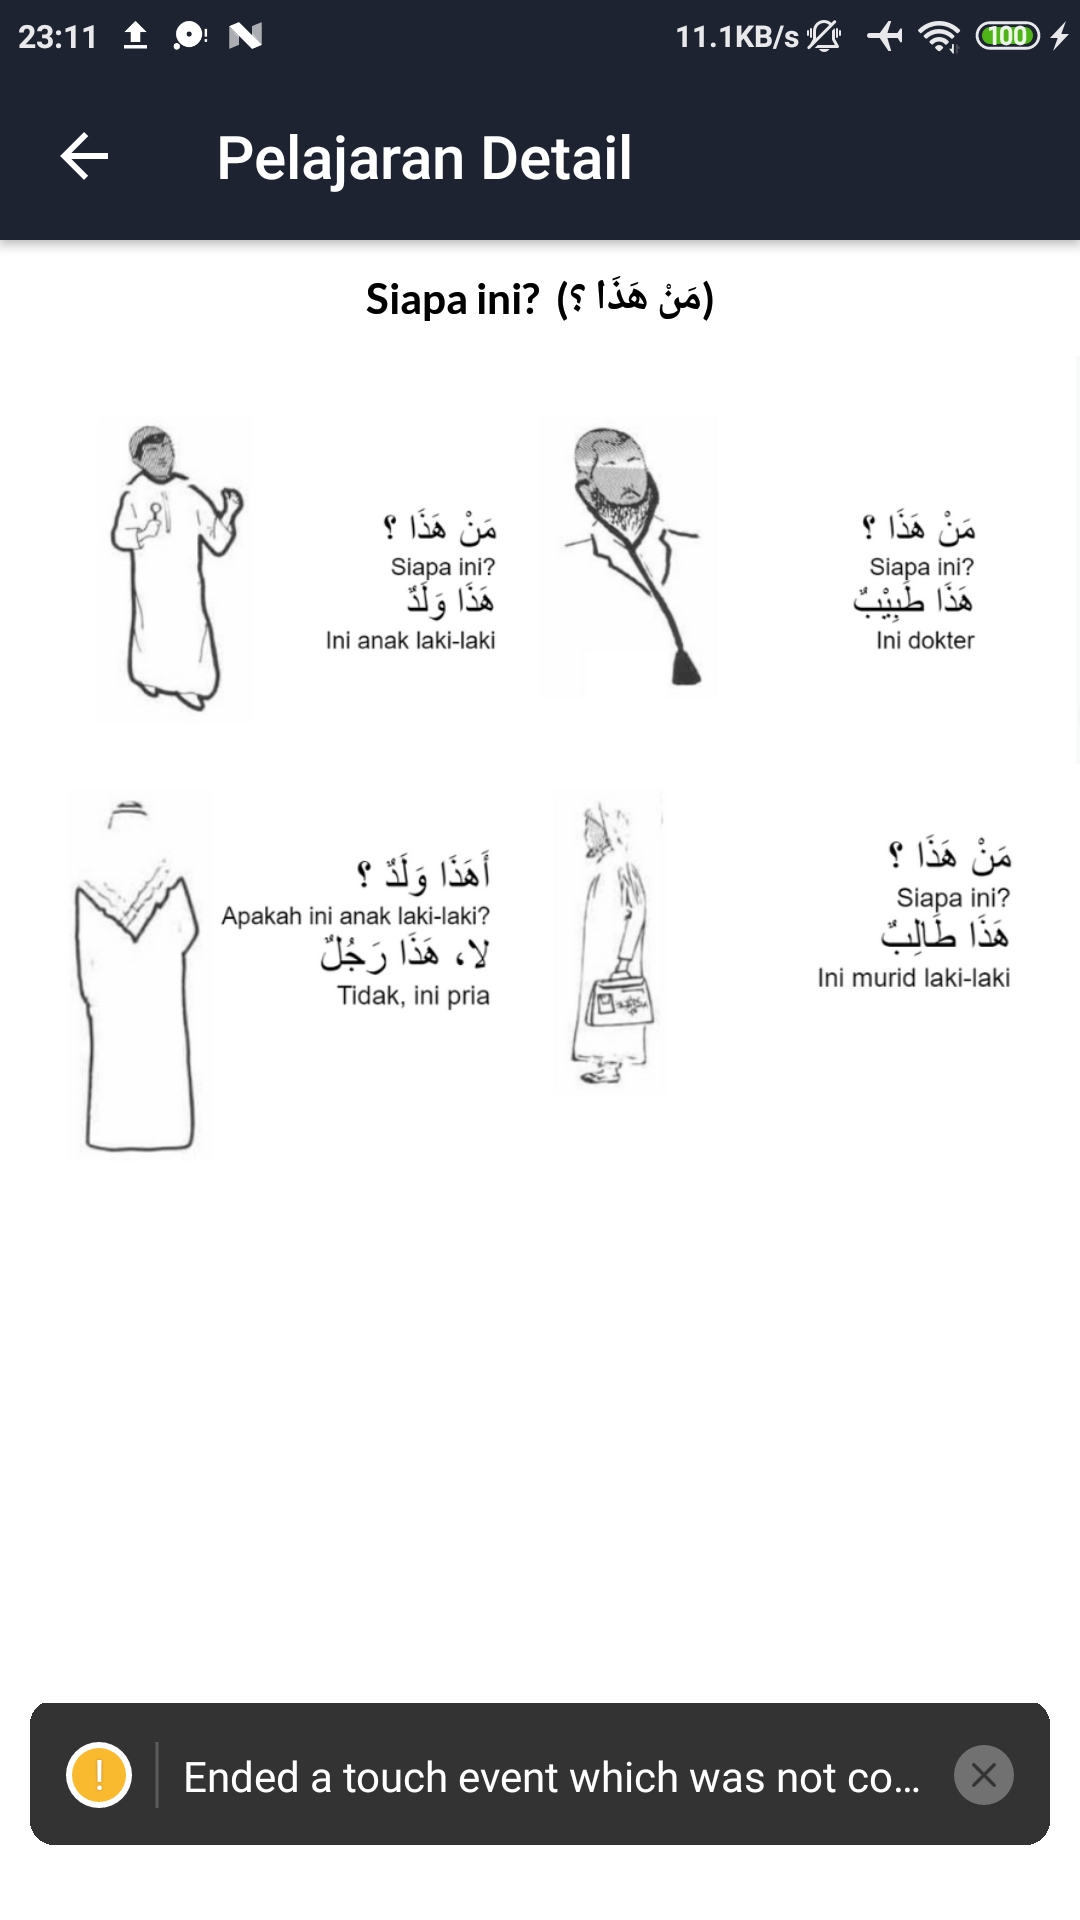 23:11
11.1KB/s
100
Pelajaran Detail
Siapa ini? (مَنْ هَذَا ؟)
مَنْ هَذَا ؟
Siapa ini?
هَذَا وَلَدٌ
Ini anak laki-laki
مَنْ هَذَا ؟
Siapa ini?
هَذَا طَبِيْبٌ
Ini dokter
أَهَذَا وَلَدٌ ؟
Apakah ini anak laki-laki?
لا، هَذَا رَجُلٌ
Tidak, ini pria
مَنْ هَذَا ؟
Siapa ini?
هَذَا طَالِبٌ
Ini murid laki-laki
Ended a touch event which was not co...